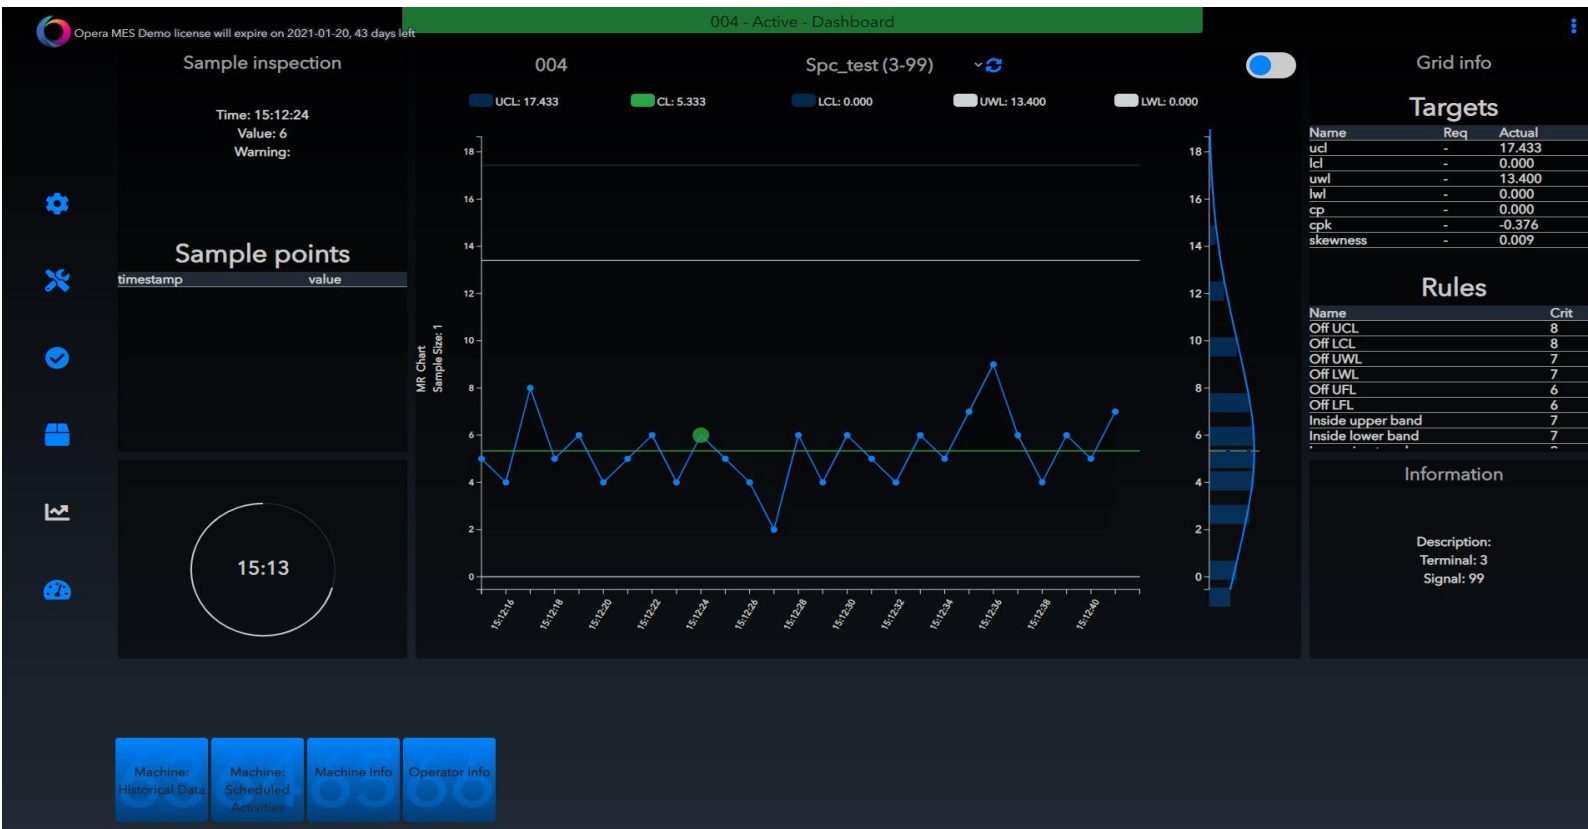 004 - Active - Dashboard
Opera MES Demo license will expire on 2021-01-20, 43 days left
Sample inspection
Time: 15:12:24
Value: 6
Warning:
Sample points
timestamp value
15:13
004 Spc_test (3-99)
UCL: 17.433 CL: 5.333 LCL: 0.000 UWL: 13.400 LWL: 0.000
MR Chart
Sample Size: 1
18
16
14
12
10
8
6
4
2
0
15:12:16 15:12:18 15:12:20 15:12:22 15:12:24 15:12:26 15:12:28 15:12:30 15:12:32 15:12:34 15:12:36 15:12:38 15:12:40
18
16
14
12
10
8
6
4
2
0
Grid info
Targets
Name Req Actual
ucl - 17.433
lcl - 0.000
uwl - 13.400
lwl - 0.000
cp - 0.000
cpk - -0.376
skewness - 0.009
Rules
Name Crit
Off UCL 8
Off LCL 8
Off UWL 7
Off LWL 7
Off UFL 6
Off LFL 6
Inside upper band 7
Inside lower band 7
Information
Description:
Terminal: 3
Signal: 99
63 64 65 66
Machine: Historical Data
Machine: Scheduled Activities
Machine Info
Operator Info